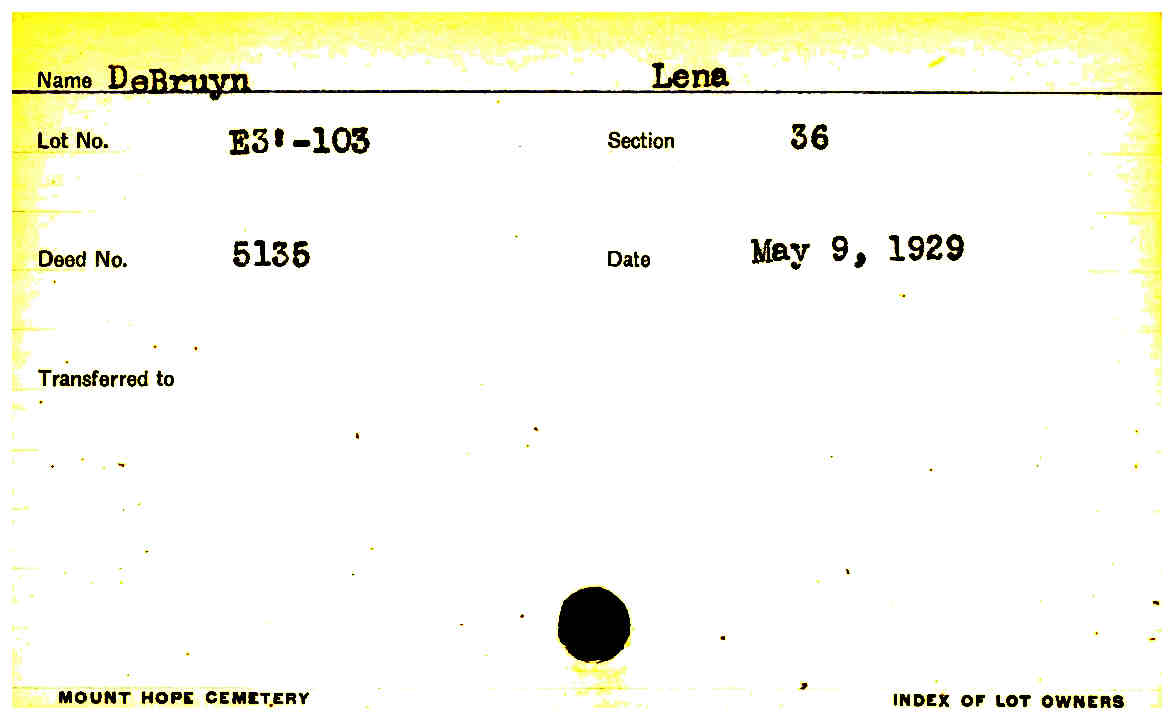 Name DeBruyn Lena
Lot No. E3'-103 Section 36
Deed No. 5135 Date May 9, 1929
Transferred to
MOUNT HOPE CEMETERY INDEX OF LOT OWNERS